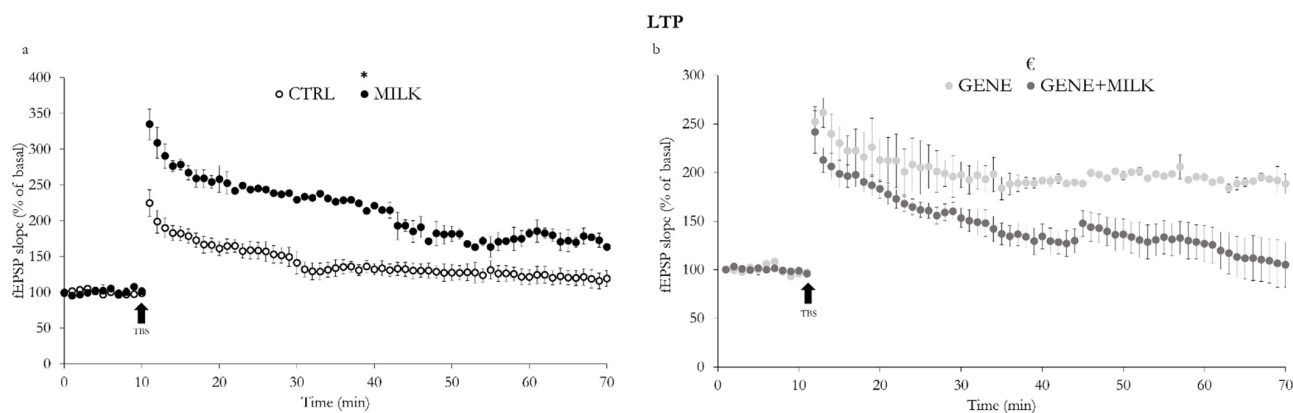 LTP
a
*
CTRL MILK
fEPSP slope (% of basal)
400
350
300
250
200
150
100
50
0
TBS
0 10 20 30 40 50 60 70
Time (min)
b
€
GENE GENE+MILK
fEPSP slope (% of basal)
300
250
200
150
100
50
0
TBS
0 10 20 30 40 50 60 70
Time (min)